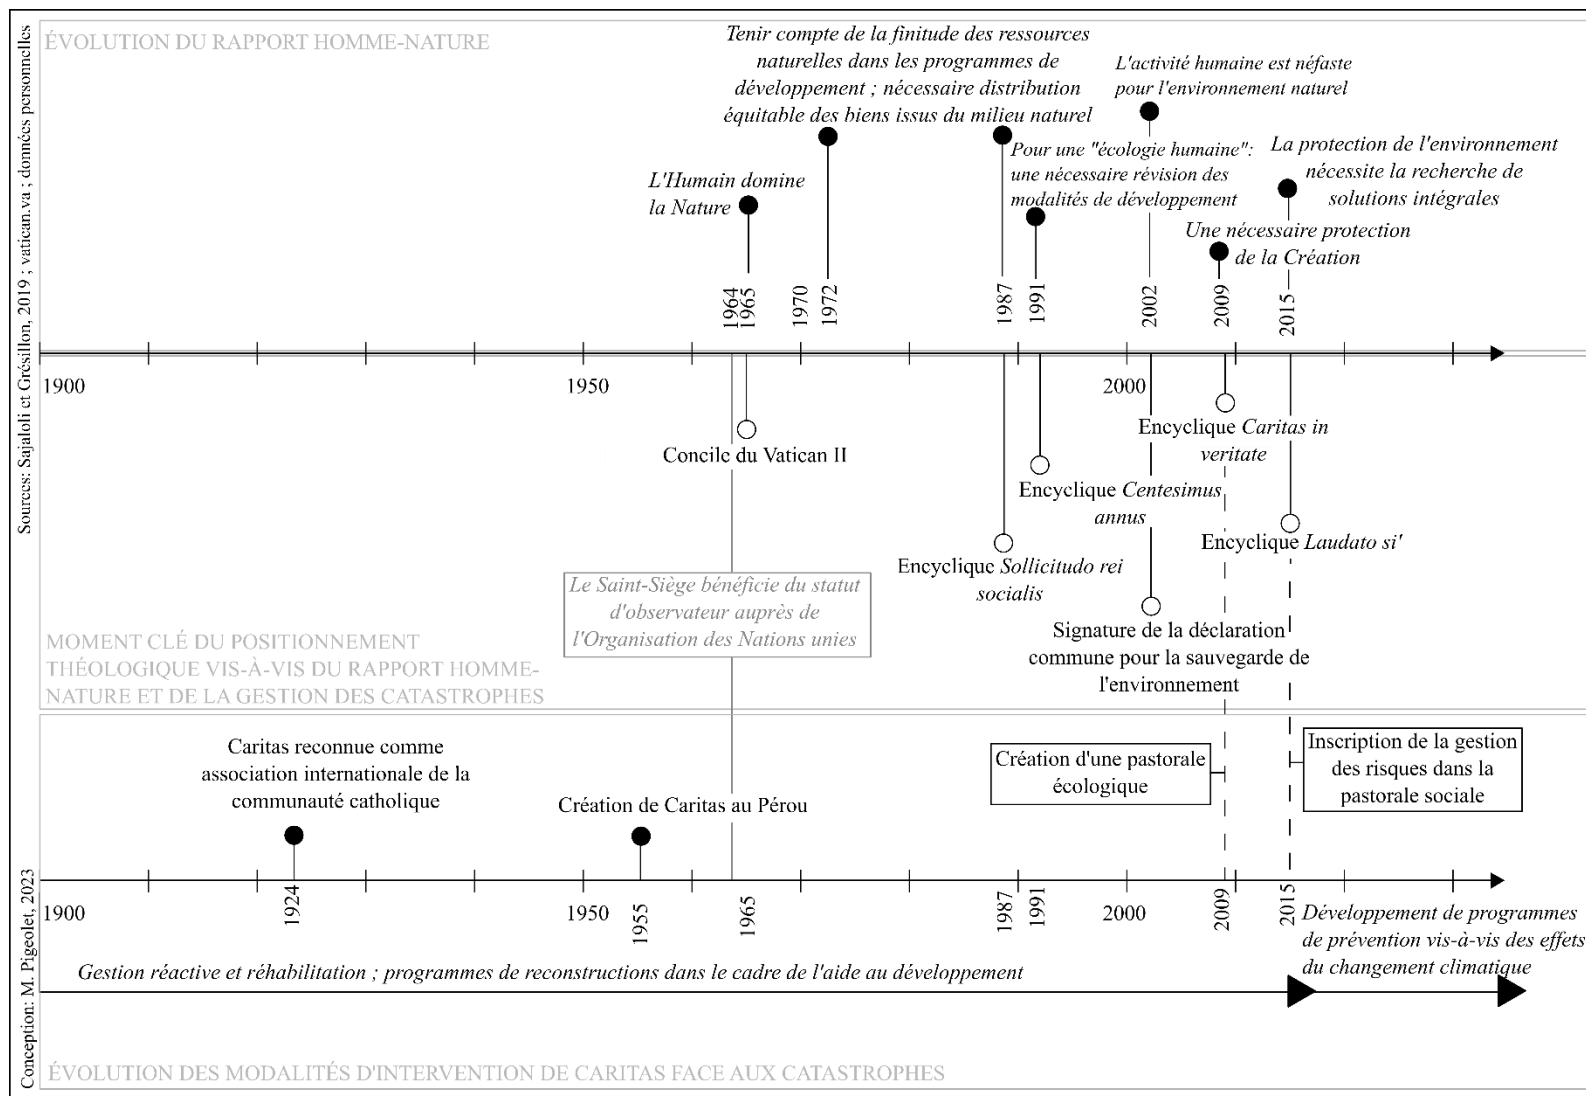 Sources: Sajaloli et Grésillon, 2019 ; vatican.va ; données personnelles
Conception: M. Pigeolet, 2023
ÉVOLUTION DU RAPPORT HOMME-NATURE
Tenir compte de la finitude des ressources
naturelles dans les programmes de
développement ; nécessaire distribution
équitable des biens issus du milieu naturel
L'activité humaine est néfaste
pour l'environnement naturel
L'Humain domine
la Nature
Pour une "écologie humaine":
une nécessaire révision des
modalités de développement
La protection de l'environnement
nécessite la recherche de
solutions intégrales
Une nécessaire protection
de la Création
1964
1965
1970
1972
1987
1991
2002
2009
2015
1900
1950
2000
Concile du Vatican II
Encyclique Caritas in
veritate
Encyclique Centesimus
annus
Encyclique Laudato si'
Encyclique Sollicitudo rei
socialis
Le Saint-Siège bénéficie du statut
d'observateur auprès de
l'Organisation des Nations unies
Signature de la déclaration
commune pour la sauvegarde de
l'environnement
MOMENT CLÉ DU POSITIONNEMENT
THÉOLOGIQUE VIS-À-VIS DU RAPPORT HOMME-
NATURE ET DE LA GESTION DES CATASTROPHES
Caritas reconnue comme
association internationale de la
communauté catholique
Création de Caritas au Pérou
Création d'une pastorale
écologique
Inscription de la gestion
des risques dans la
pastorale sociale
1900
1924
1950
1955
1965
1987
1991
2000
2009
2015
Développement de programmes
de prévention vis-à-vis des effets
du changement climatique
Gestion réactive et réhabilitation ; programmes de reconstructions dans le cadre de l'aide au développement
ÉVOLUTION DES MODALITÉS D'INTERVENTION DE CARITAS FACE AUX CATASTROPHES